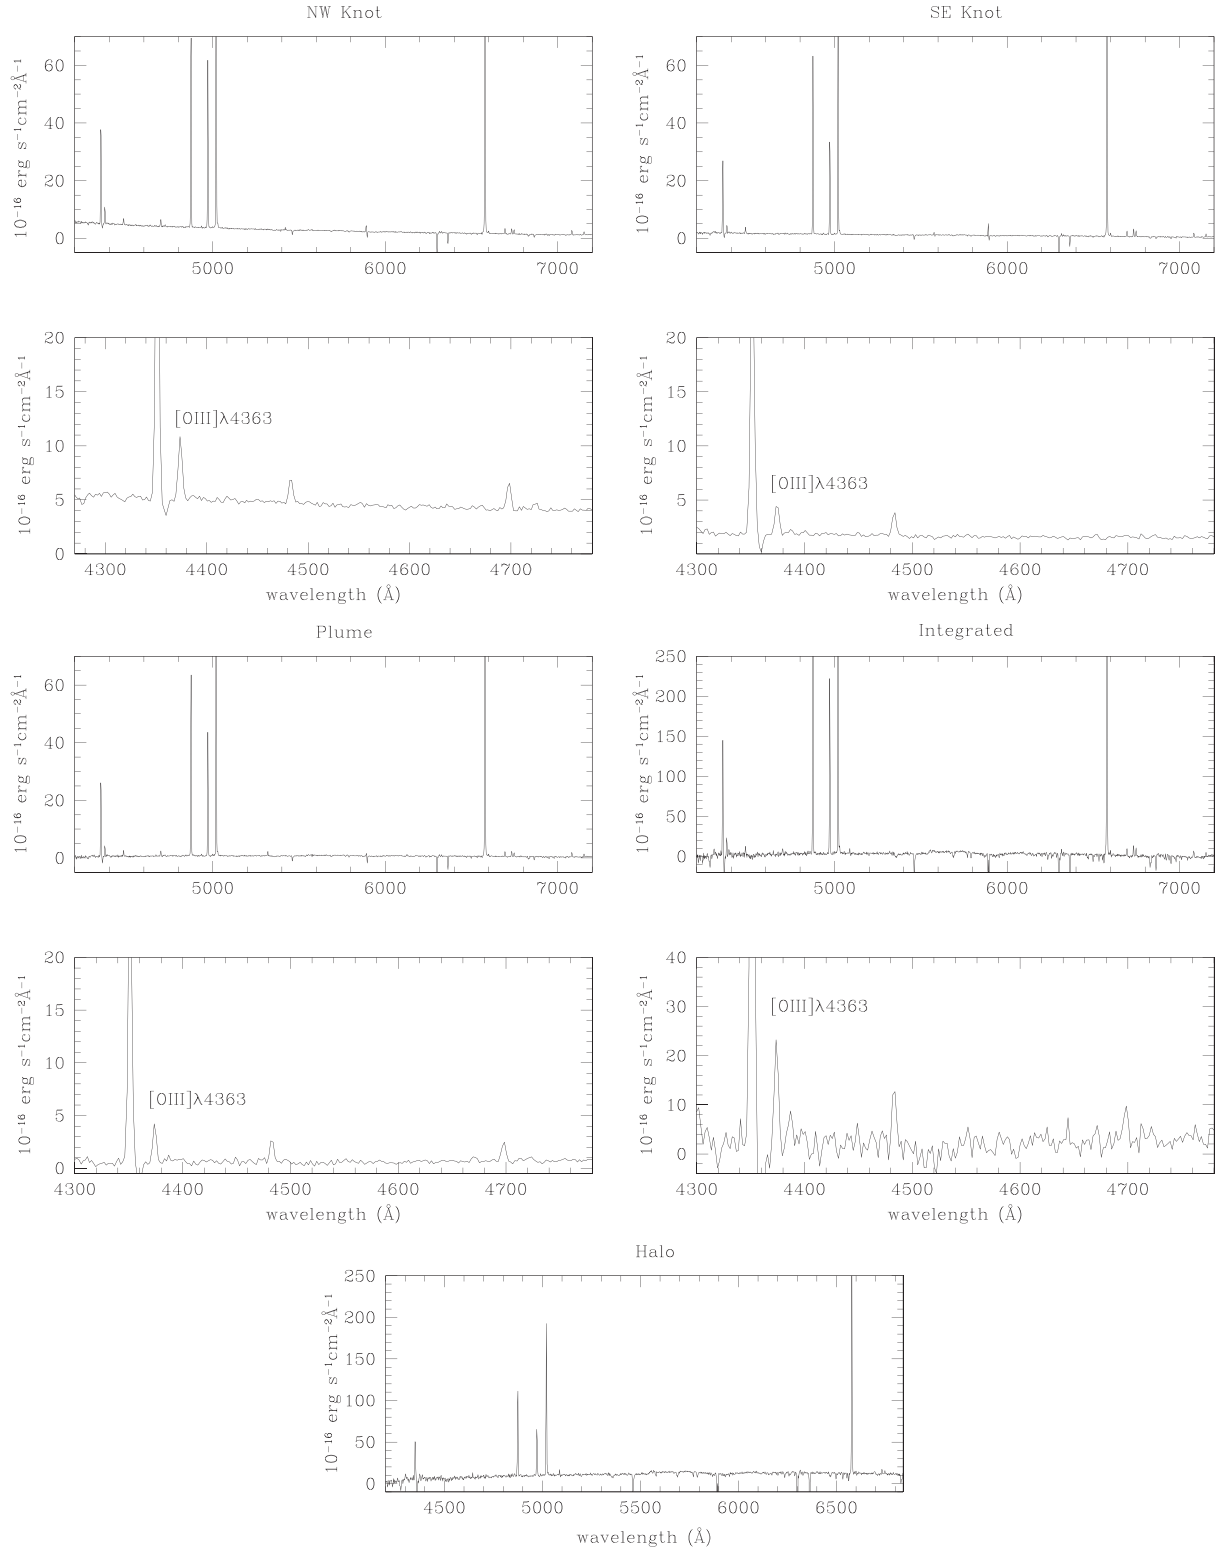 NW Knot
10⁻¹⁶ erg s⁻¹cm⁻²Å⁻¹
60
40
20
0
5000 6000 7000
SE Knot
10⁻¹⁶ erg s⁻¹cm⁻²Å⁻¹
60
40
20
0
5000 6000 7000
10⁻¹⁶ erg s⁻¹cm⁻²Å⁻¹
20
15
10
5
0
[OIII]λ4363
4300 4400 4500 4600 4700
wavelength (Å)
10⁻¹⁶ erg s⁻¹cm⁻²Å⁻¹
20
15
10
5
[OIII]λ4363
4300 4400 4500 4600 4700
wavelength (Å)
Plume
10⁻¹⁶ erg s⁻¹cm⁻²Å⁻¹
60
40
20
0
5000 6000 7000
Integrated
10⁻¹⁶ erg s⁻¹cm⁻²Å⁻¹
250
200
150
100
50
0
5000 6000 7000
10⁻¹⁶ erg s⁻¹cm⁻²Å⁻¹
20
15
10
5
0
[OIII]λ4363
4300 4400 4500 4600 4700
wavelength (Å)
10⁻¹⁶ erg s⁻¹cm⁻²Å⁻¹
40
30
20
10
0
[OIII]λ4363
4300 4400 4500 4600 4700
wavelength (Å)
Halo
10⁻¹⁶ erg s⁻¹cm⁻²Å⁻¹
250
200
150
100
50
0
4500 5000 5500 6000 6500
wavelength (Å)